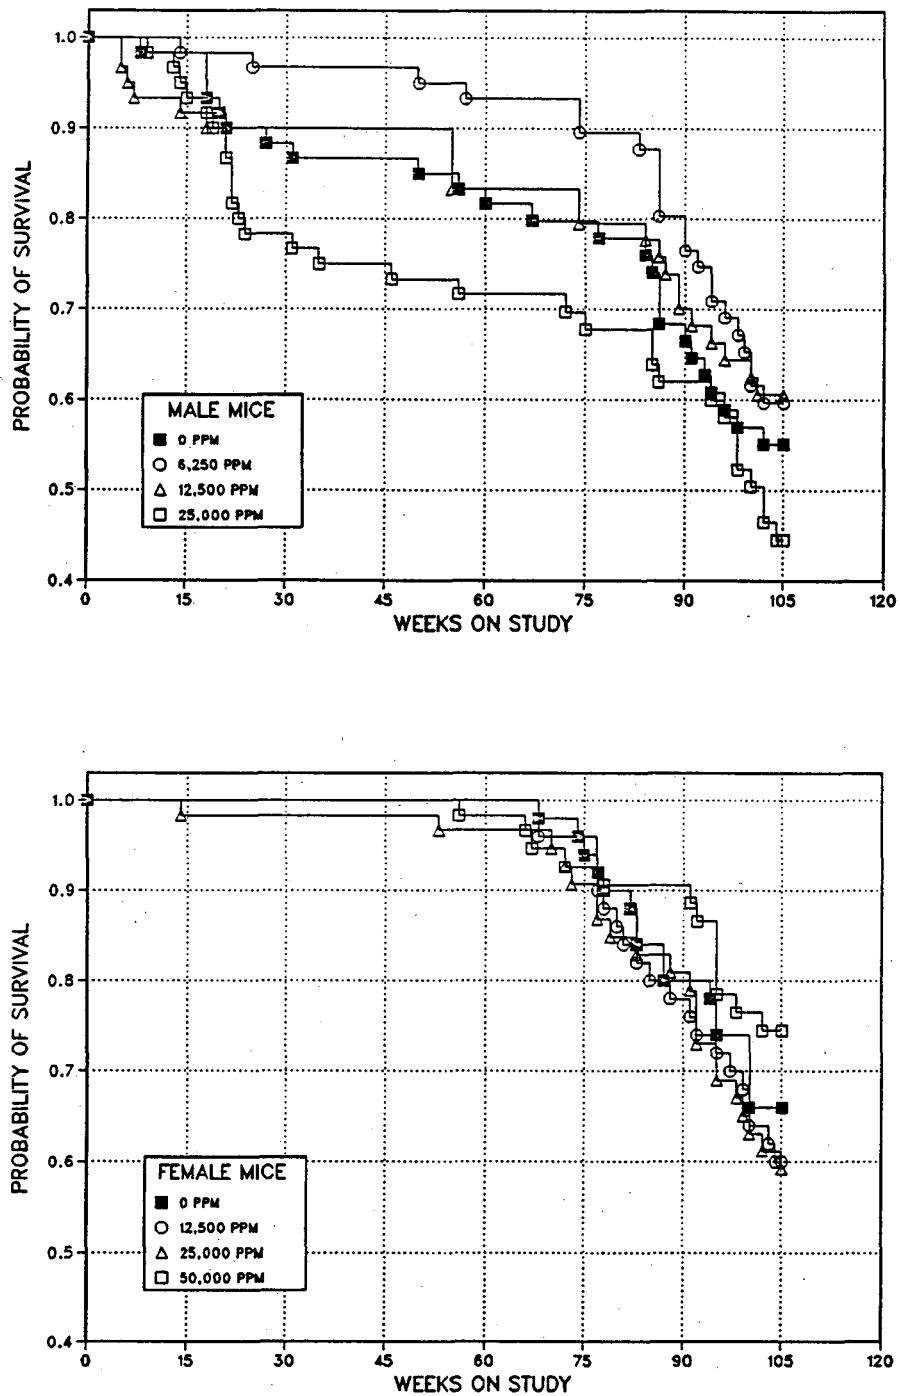 1.0
0.9
0.8
0.7
0.6
0.5
0.4
PROBABILITY OF SURVIVAL
MALE MICE
0 PPM
6,250 PPM
12,500 PPM
25,000 PPM
0 15 30 45 60 75 90 105 120
WEEKS ON STUDY
1.0
0.9
0.8
0.7
0.6
0.5
0.4
PROBABILITY OF SURVIVAL
FEMALE MICE
0 PPM
12,500 PPM
25,000 PPM
50,000 PPM
0 15 30 45 60 75 90 105 120
WEEKS ON STUDY